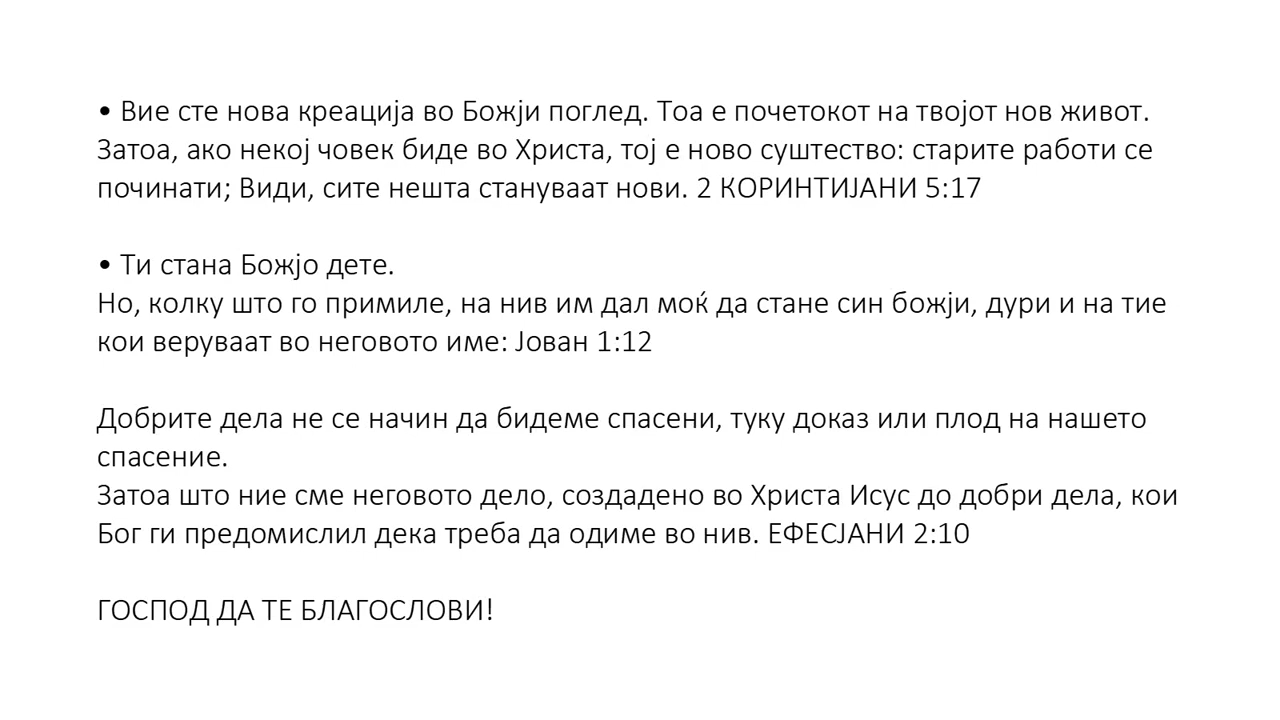 • Вие сте нова креација во Божји поглед. Тоа е почетокот на твојот нов живот.
Затоа, ако некој човек биде во Христа, тој е ново суштество: старите работи се
починати; Види, сите нешта стануваат нови. 2 КОРИНТИЈАНИ 5:17
• Ти стана Божјо дете.
Но, колку што го примиле, на нив им дал моќ да стане син божји, дури и на тие
кои веруваат во неговото име: Јован 1:12
Добрите дела не се начин да бидеме спасени, туку доказ или плод на нашето
спасение.
Затоа што ние сме неговото дело, создадено во Христа Исус до добри дела, кои
Бог ги предомислил дека треба да одиме во нив. ЕФЕСЈАНИ 2:10
ГОСПОД ДА ТЕ БЛАГОСЛОВИ!